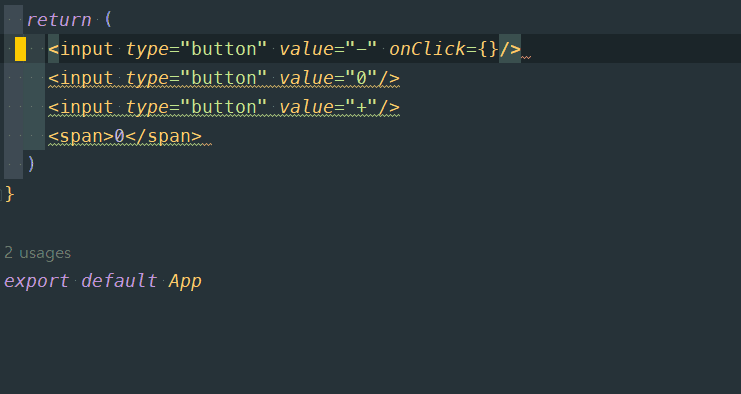 return (
<input type="button" value="-" onClick={}/>
<input type="button" value="0"/>
<input type="button" value="+"/>
<span>0</span>
)
}
2 usages
export default App